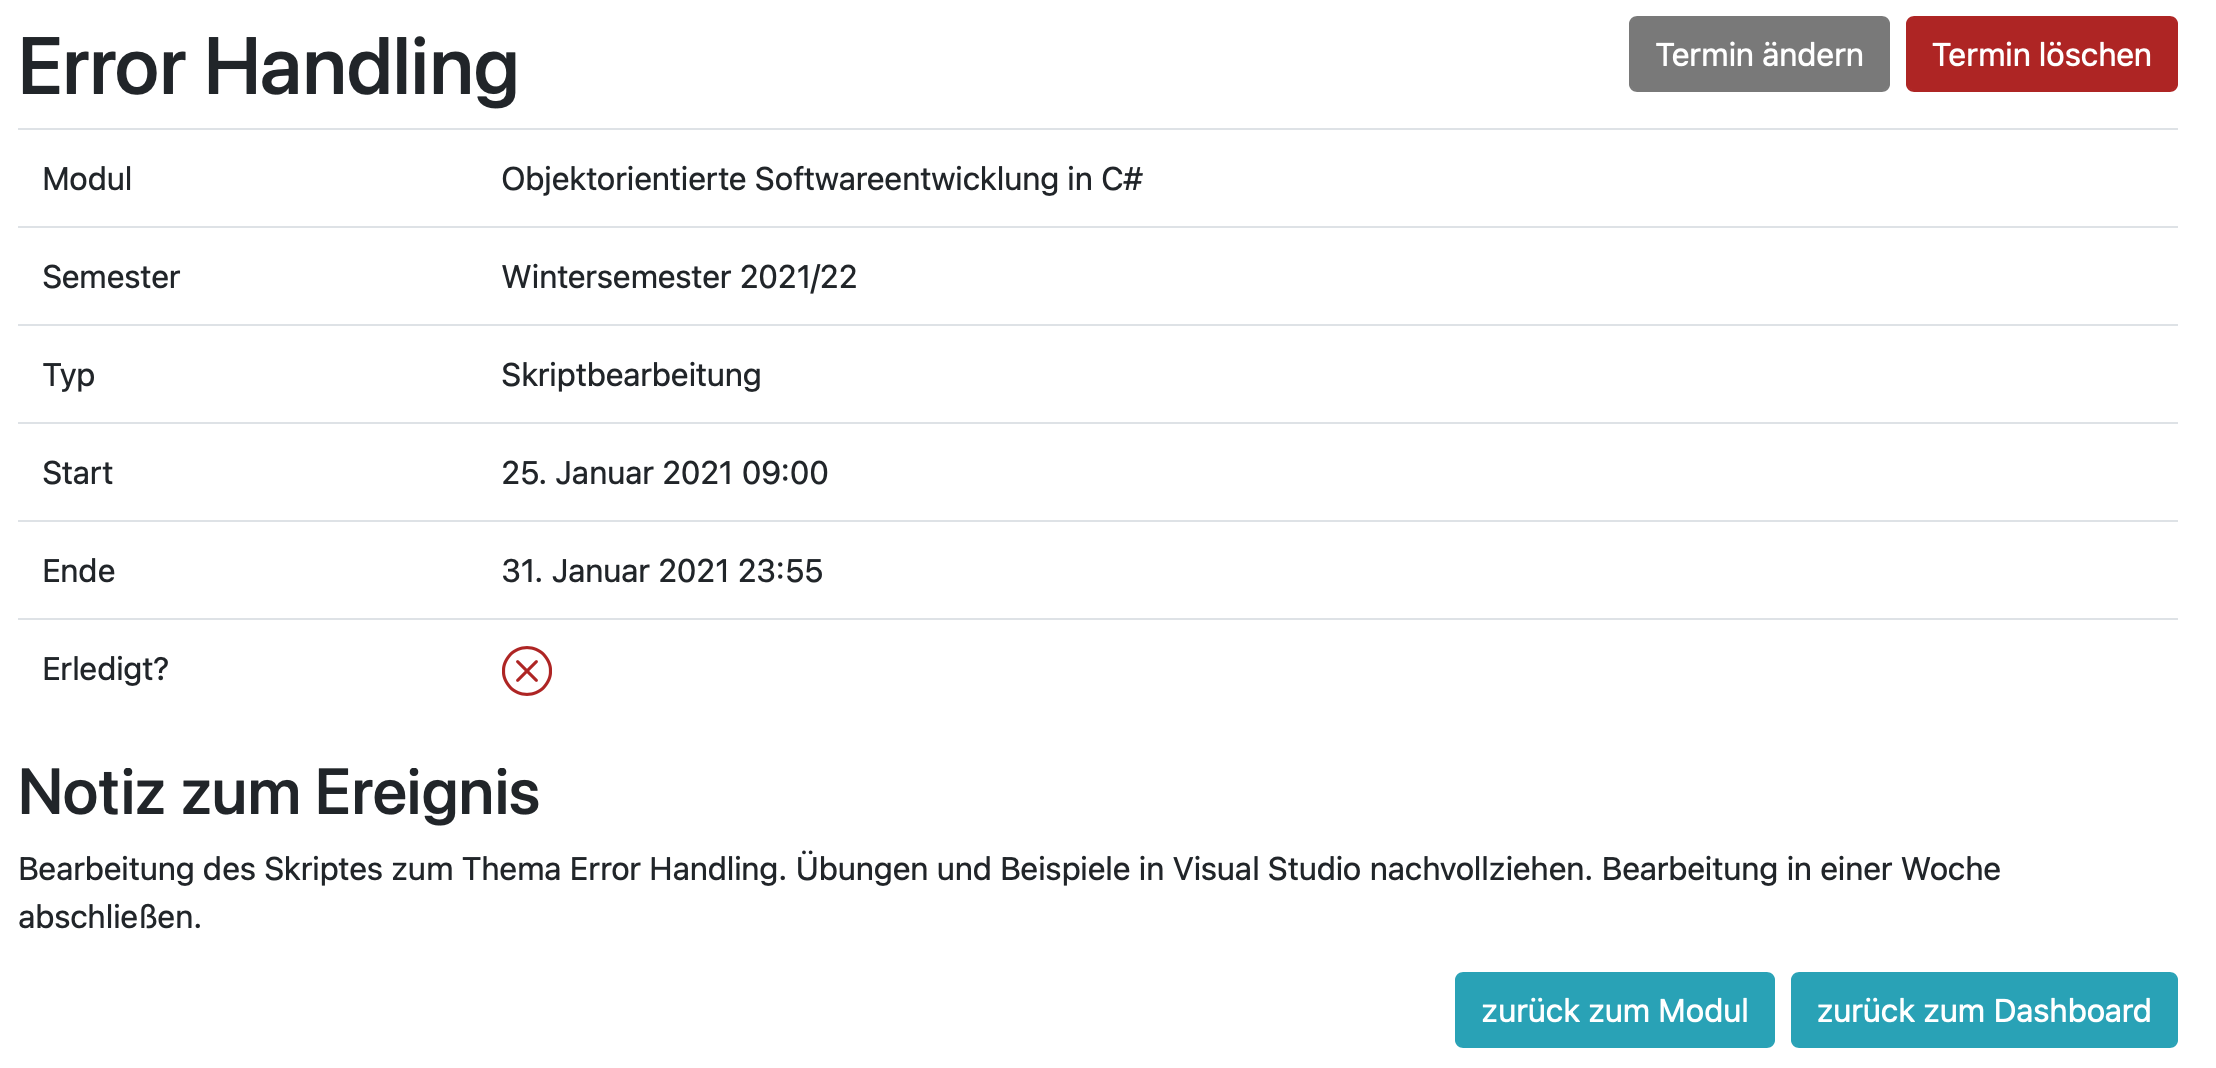 Error Handling
Termin ändern
Termin löschen
Modul Objektorientierte Softwareentwicklung in C#
Semester Wintersemester 2021/22
Typ Skriptbearbeitung
Start 25. Januar 2021 09:00
Ende 31. Januar 2021 23:55
Erledigt?
Notiz zum Ereignis
Bearbeitung des Skriptes zum Thema Error Handling. Übungen und Beispiele in Visual Studio nachvollziehen. Bearbeitung in einer Woche
abschließen.
zurück zum Modul
zurück zum Dashboard